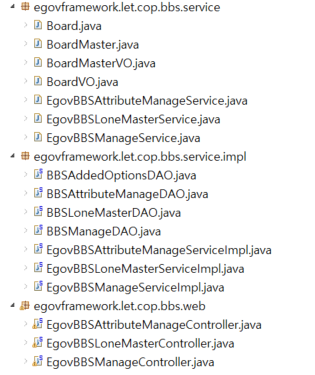 egovframework.let.cop.bbs.service
Board.java
BoardMaster.java
BoardMasterVO.java
BoardVO.java
EgovBBSAttributeManageService.java
EgovBBSLoneMasterService.java
EgovBBSManageService.java
egovframework.let.cop.bbs.service.impl
BBSAddedOptionsDAO.java
BBSAttributeManageDAO.java
BBSLoneMasterDAO.java
BBSManageDAO.java
EgovBBSAttributeManageServiceImpl.java
EgovBBSLoneMasterServiceImpl.java
EgovBBSManageServiceImpl.java
egovframework.let.cop.bbs.web
EgovBBSAttributeManageController.java
EgovBBSLoneMasterController.java
EgovBBSManageController.java